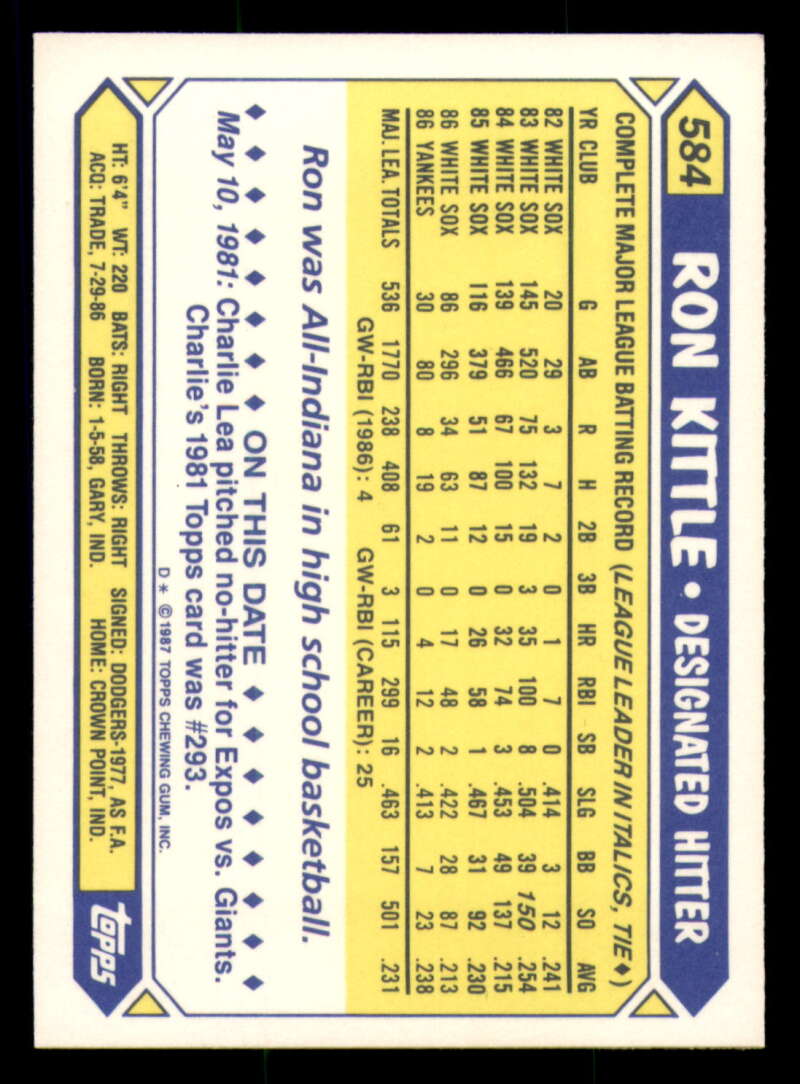 584 RON KITTLE • DESIGNATED HITTER
COMPLETE MAJOR LEAGUE BATTING RECORD (LEAGUE LEADER IN ITALICS, TIE♦)
YR CLUB G AB R H 2B 3B HR RBI SB SLG BB SO AVG
82 WHITE SOX 20 29 3 7 2 0 1 7 0 .414 3 12 .241
83 WHITE SOX 145 520 75 132 19 3 35 100 8 .504 39 150 .254
84 WHITE SOX 139 466 67 100 15 0 32 74 3 .453 49 137 .215
85 WHITE SOX 116 379 51 87 12 0 26 58 1 .467 31 92 .230
86 WHITE SOX 86 296 34 63 11 0 17 48 2 .422 28 87 .213
86 YANKEES 30 80 8 19 2 0 4 12 2 .413 7 23 .238
MAJ. LEA. TOTALS 536 1770 238 408 61 3 115 299 16 .463 157 501 .231
GW-RBI (1986): 4 GW-RBI (CAREER): 25
Ron was All-Indiana in high school basketball.
♦ ♦ ♦ ♦ ♦ ♦ ♦ ♦ ON THIS DATE ♦ ♦ ♦ ♦ ♦ ♦ ♦ ♦
May 10, 1981: Charlie Lea pitched no-hitter for Expos vs. Giants.
Charlie's 1981 Topps card was #293.
D * © 1987 TOPPS CHEWING GUM, INC.
HT: 6'4" WT: 220 BATS: RIGHT THROWS: RIGHT SIGNED: DODGERS-1977, AS F.A.
ACQ: TRADE, 7-29-86 BORN: 1-5-58, GARY, IND. HOME: CROWN POINT, IND.
topps